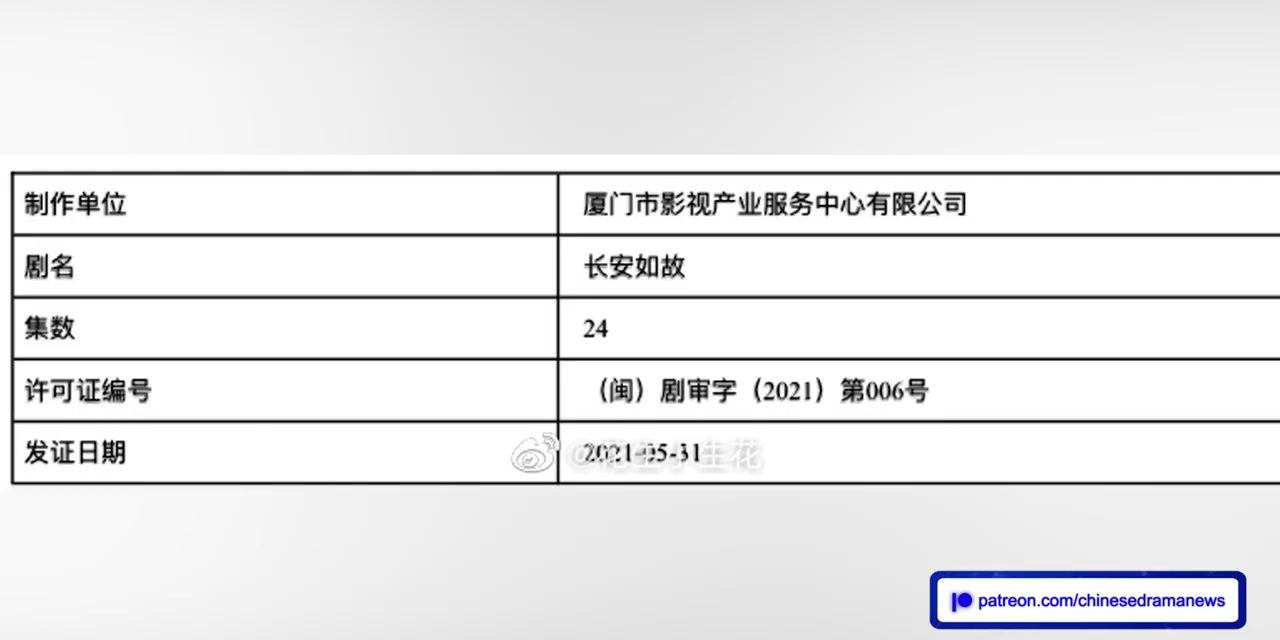 制作单位 厦门市影视产业服务中心有限公司
剧名 长安如故
集数 24
许可证编号 （闽）剧审字（2021）第006号
发证日期 2021-05-31
patreon.com/chinesedramanews